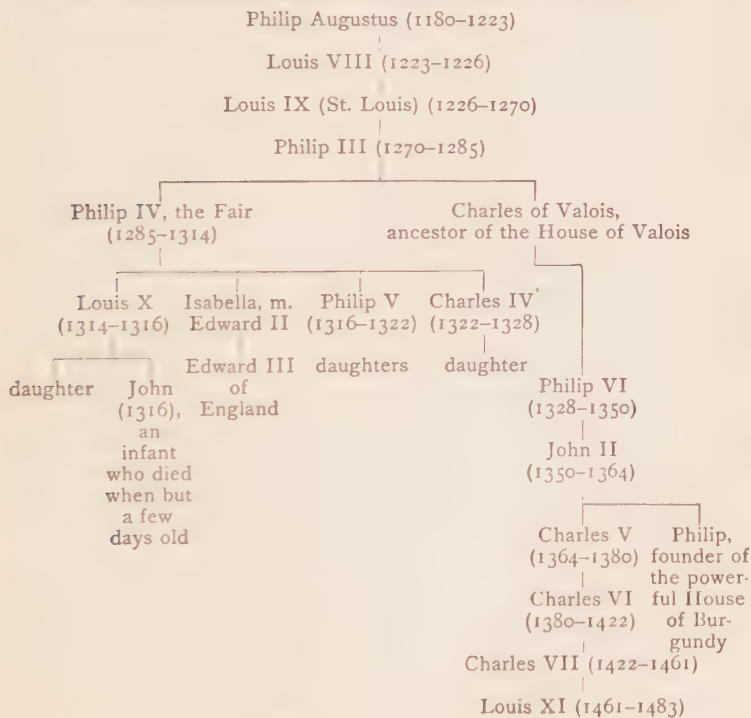 Philip Augustus (1180–1223)
Louis VIII (1223–1226)
Louis IX (St. Louis) (1226–1270)
Philip III (1270–1285)
Philip IV, the Fair
(1285–1314)
Charles of Valois,
ancestor of the House of Valois
Louis X
(1314–1316)
Isabella, m.
Edward II
Philip V
(1316–1322)
Charles IV
(1322–1328)
daughter
John
(1316),
an
infant
who died
when but
a few
days old
Edward III
of
England
daughters
daughter
Philip VI
(1328–1350)
John II
(1350–1364)
Charles V
(1364–1380)
Philip,
founder of
the power-
ful House
of Bur-
gundy
Charles VI
(1380–1422)
Charles VII (1422–1461)
Louis XI (1461–1483)